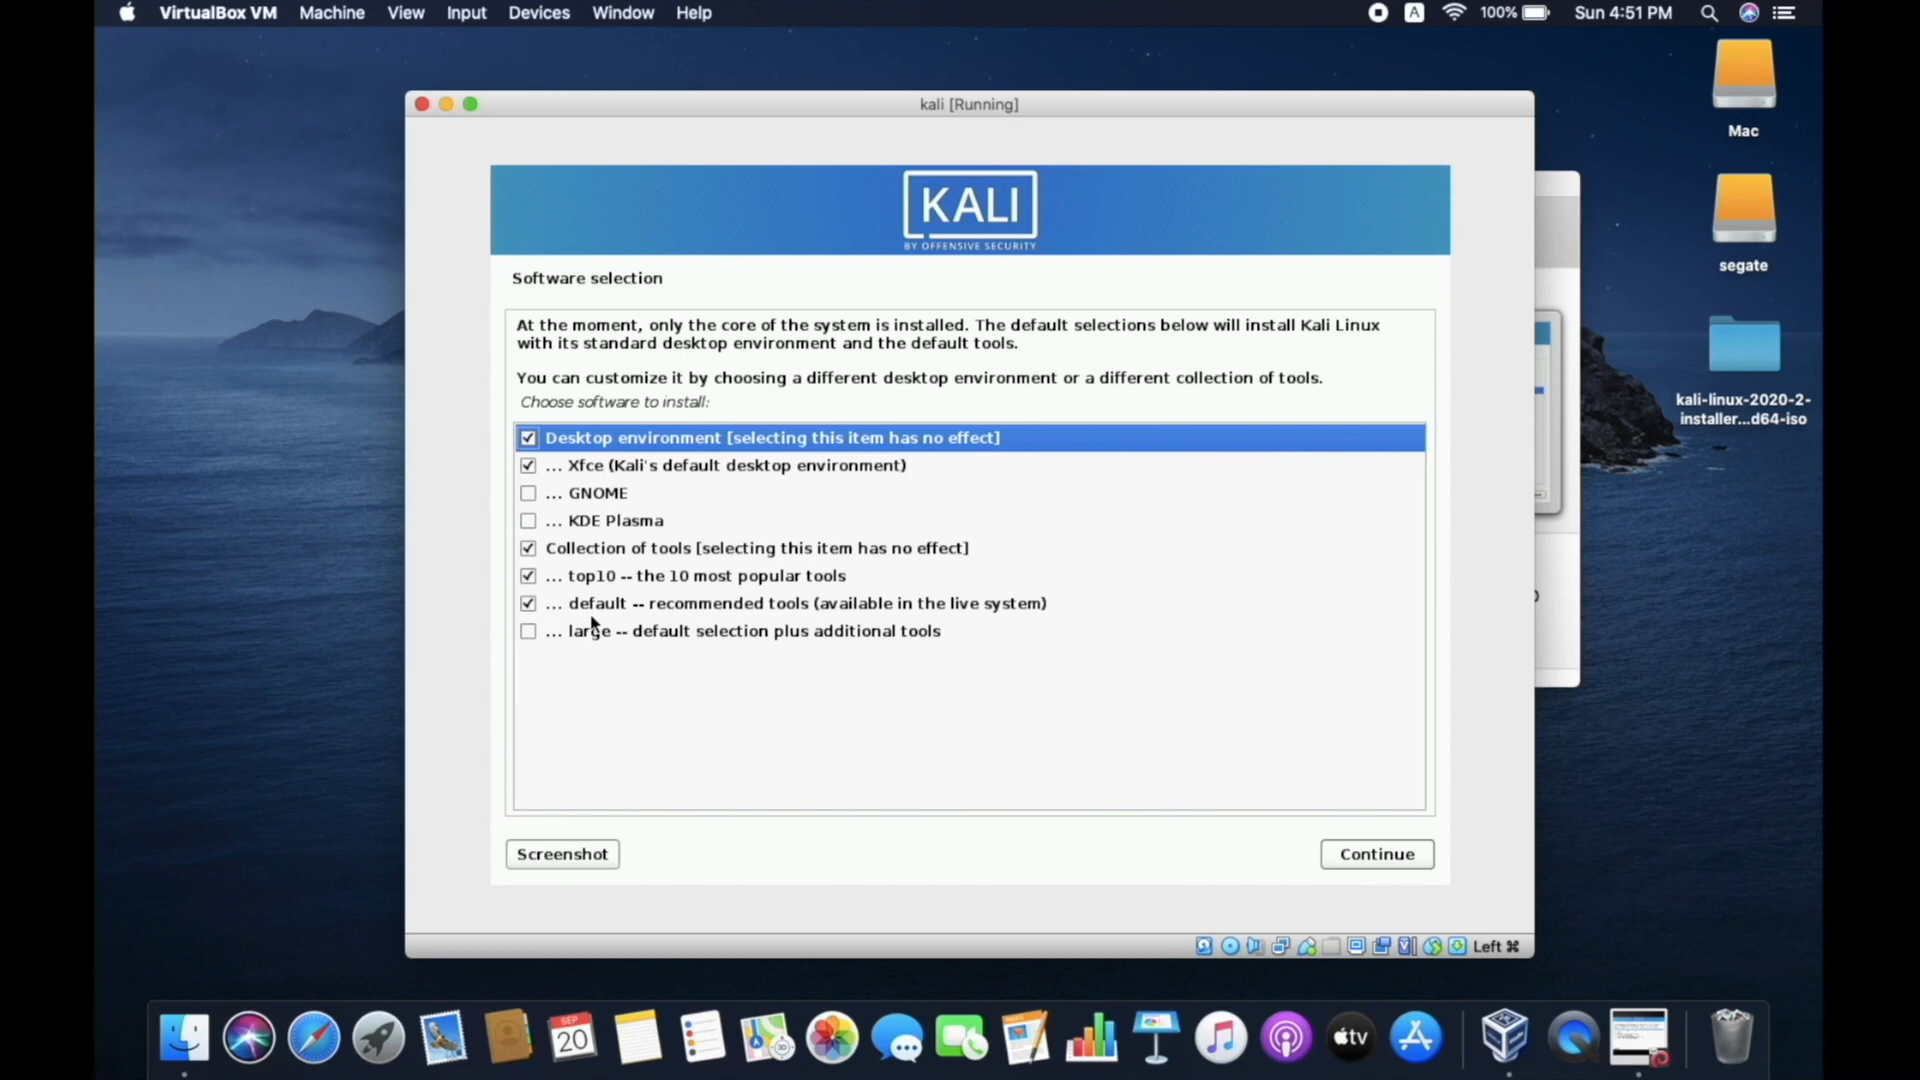 VirtualBox VM Machine View Input Devices Window Help
A 100% Sun 4:51 PM
Mac
segate
kali-linux-2020-2-
installer...d64-iso
kali [Running]
KALI
BY OFFENSIVE SECURITY
Software selection
At the moment, only the core of the system is installed. The default selections below will install Kali Linux
with its standard desktop environment and the default tools.
You can customize it by choosing a different desktop environment or a different collection of tools.
Choose software to install:
Desktop environment [selecting this item has no effect]
... Xfce (Kali's default desktop environment)
... GNOME
... KDE Plasma
Collection of tools [selecting this item has no effect]
... top10 -- the 10 most popular tools
... default -- recommended tools (available in the live system)
... large -- default selection plus additional tools
Screenshot Continue
Left ⌘
SEP
20
tv